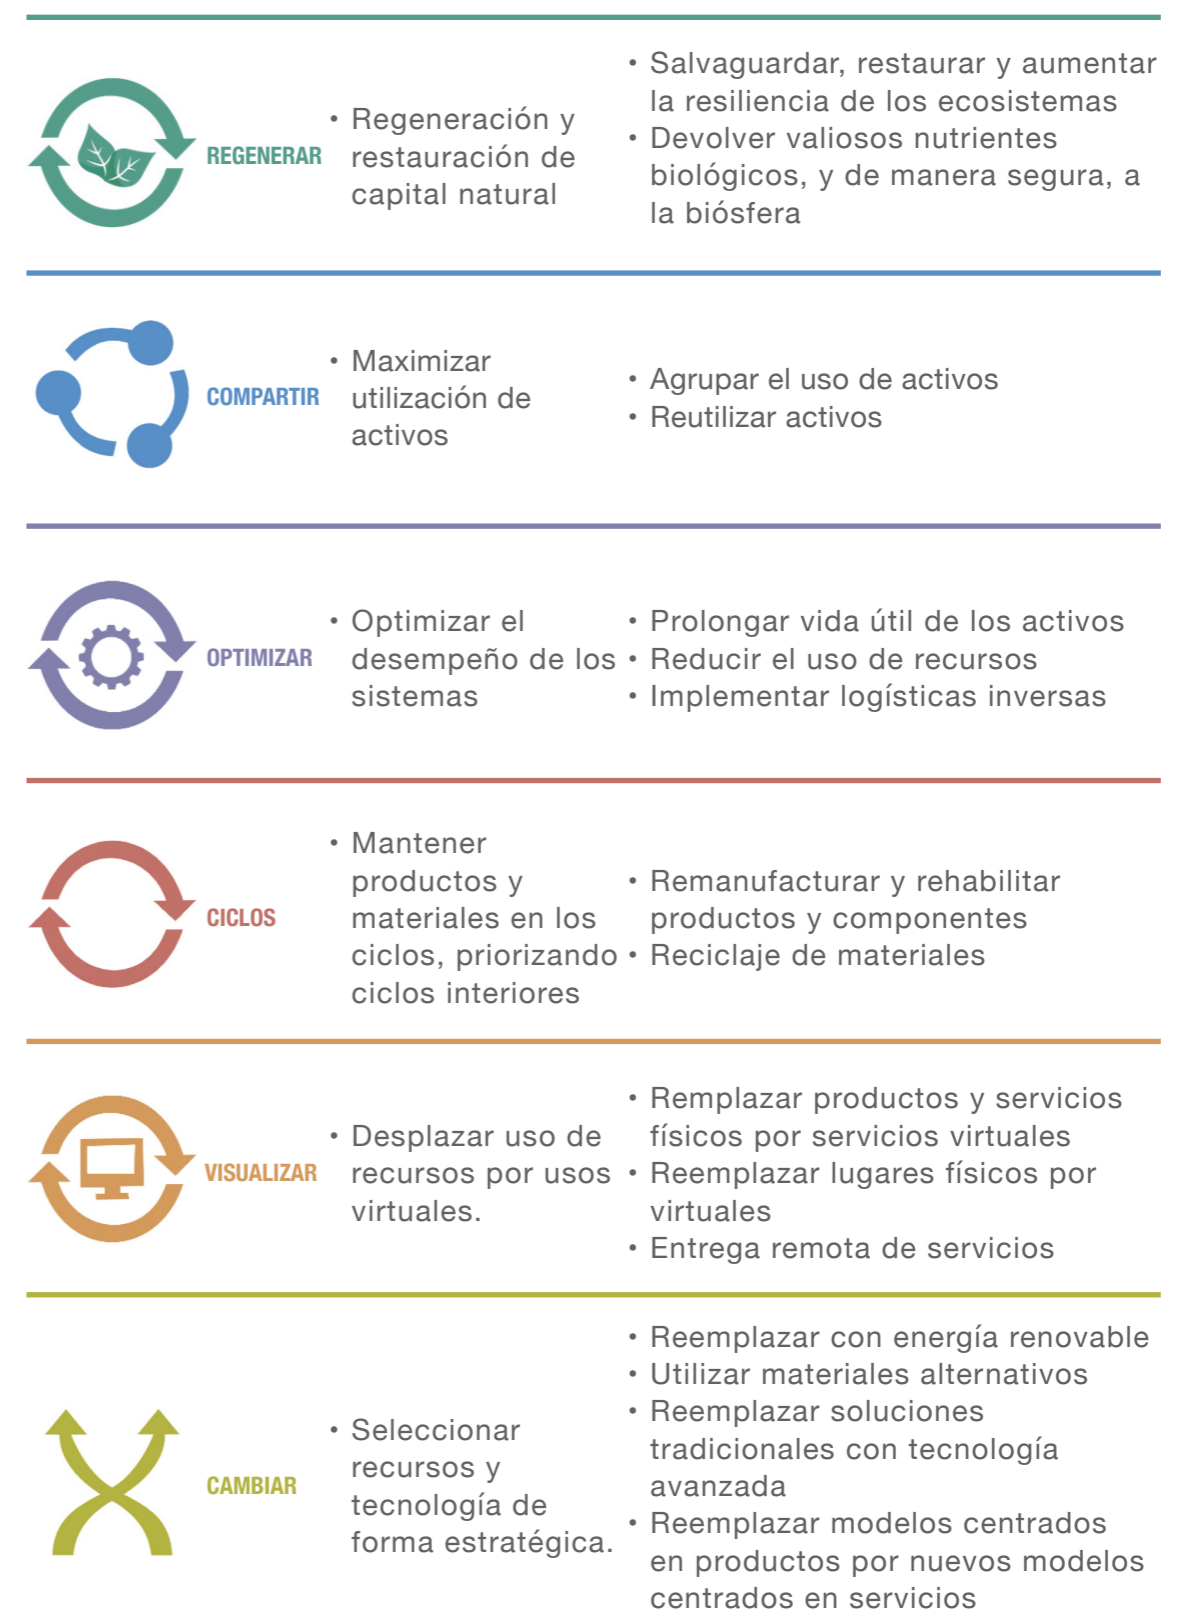 REGENERAR
• Regeneración y
restauración de
capital natural
• Salvaguardar, restaurar y aumentar
la resiliencia de los ecosistemas
• Devolver valiosos nutrientes
biológicos, y de manera segura, a
la biósfera
COMPARTIR
• Maximizar
utilización de
activos
• Agrupar el uso de activos
• Reutilizar activos
OPTIMIZAR
• Optimizar el
desempeño de los
sistemas
• Prolongar vida útil de los activos
• Reducir el uso de recursos
• Implementar logísticas inversas
CICLOS
• Mantener
productos y
materiales en los
ciclos, priorizando
ciclos interiores
• Remanufacturar y rehabilitar
productos y componentes
• Reciclaje de materiales
VISUALIZAR
• Desplazar uso de
recursos por usos
virtuales.
• Remplazar productos y servicios
físicos por servicios virtuales
• Reemplazar lugares físicos por
virtuales
• Entrega remota de servicios
CAMBIAR
• Seleccionar
recursos y
tecnología de
forma estratégica.
• Reemplazar con energía renovable
• Utilizar materiales alternativos
• Reemplazar soluciones
tradicionales con tecnología
avanzada
• Reemplazar modelos centrados
en productos por nuevos modelos
centrados en servicios